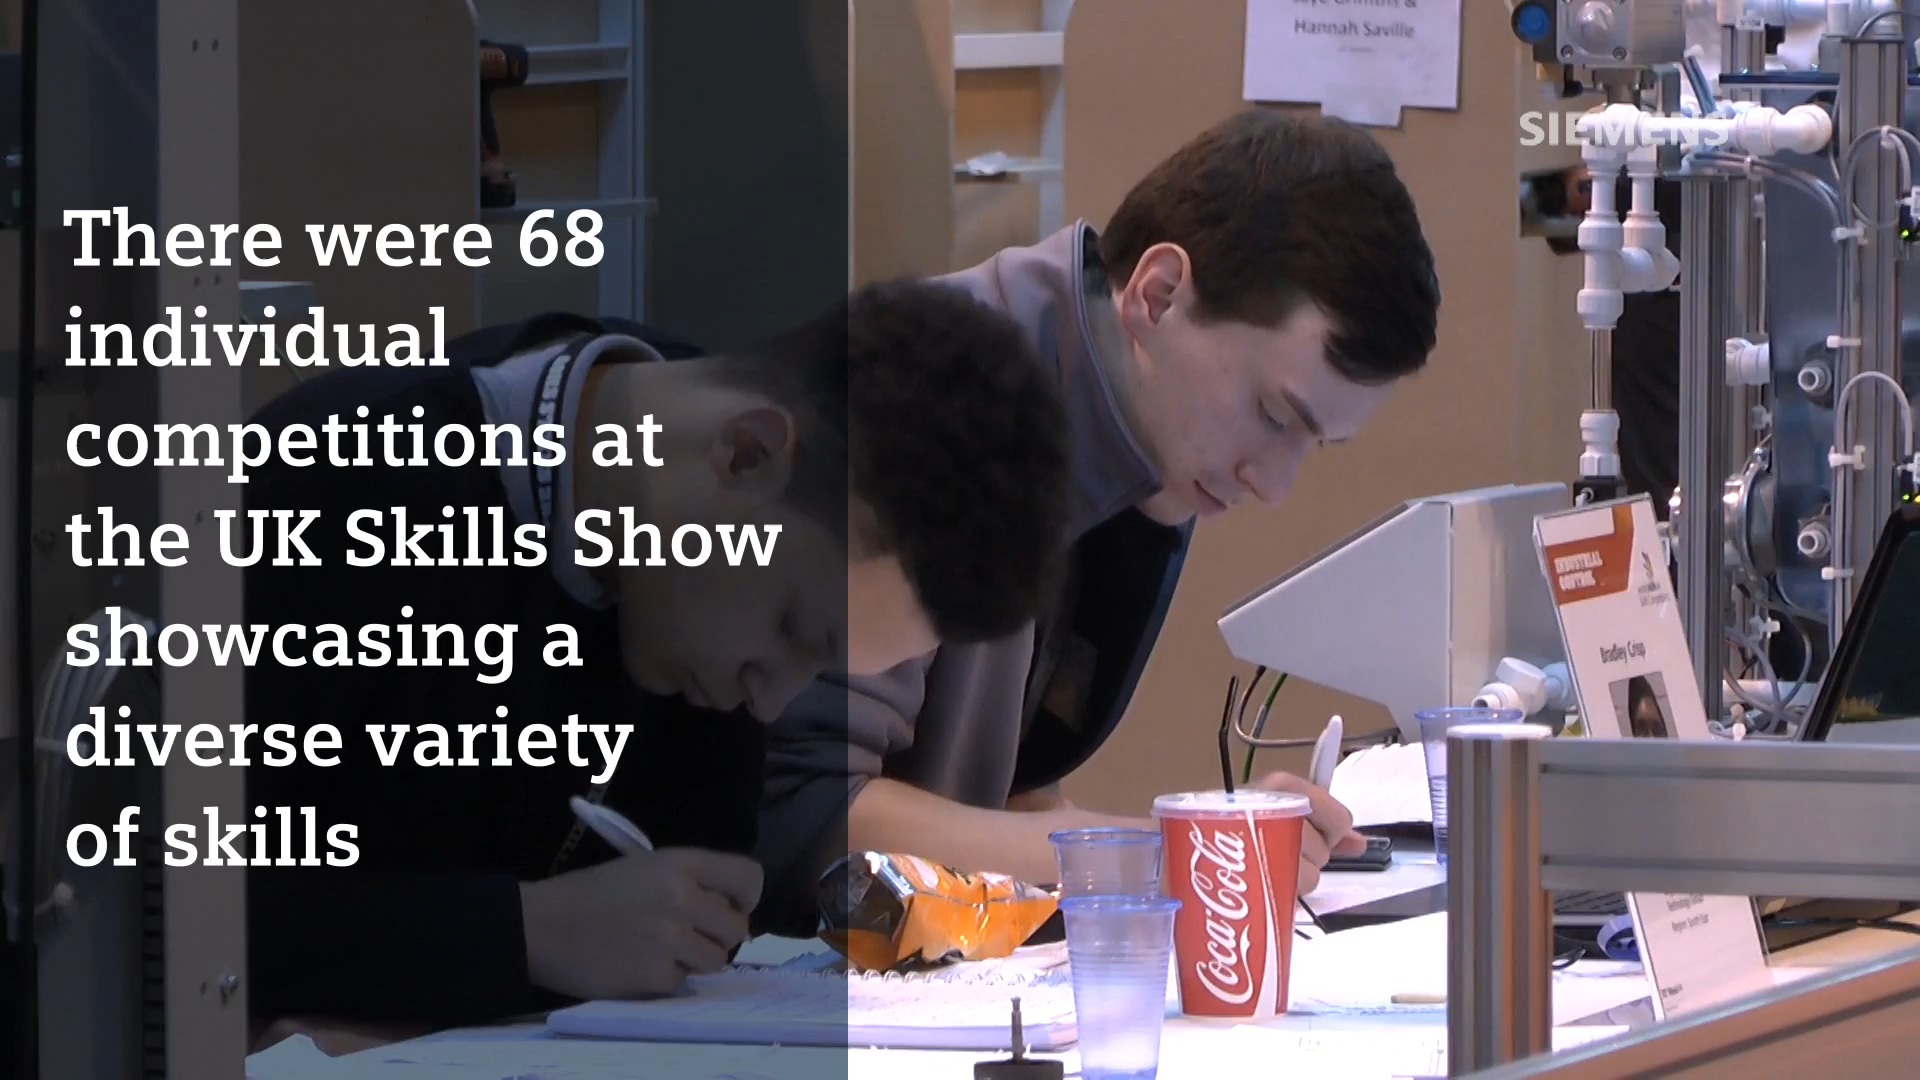 Hannah Saville
SIEMENS
There were 68
individual
competitions at
the UK Skills Show
showcasing a
diverse variety
of skills
INDUSTRIAL
CONTROL
Bradley Crisp
Coca-Cola